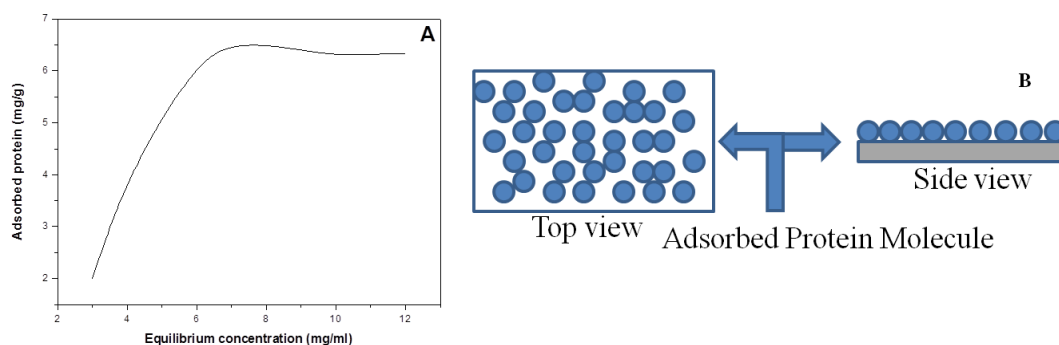 A
7
6
5
4
3
2
Adsorbed protein (mg/g)
2 4 6 8 10 12
Equilibrium concentration (mg/ml)
B
Top view
Side view
Adsorbed Protein Molecule